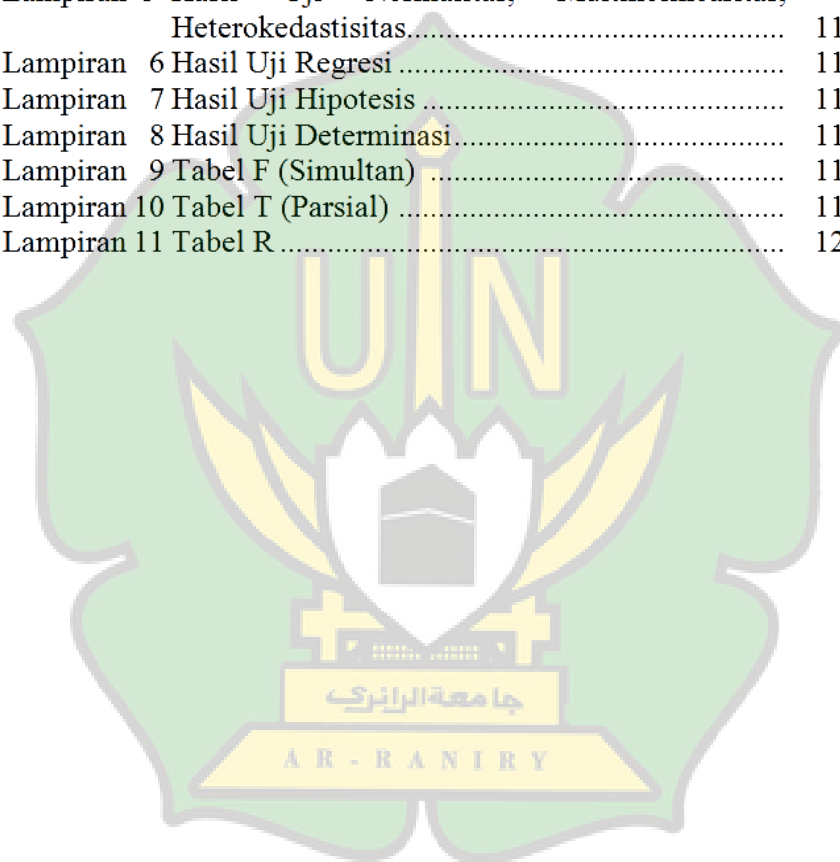 Heterokedastisitas................................................. 11
Lampiran 6 Hasil Uji Regresi .................................................. 11
Lampiran 7 Hasil Uji Hipotesis ............................................... 11
Lampiran 8 Hasil Uji Determinasi........................................... 11
Lampiran 9 Tabel F (Simultan) .............................................. 11
Lampiran 10 Tabel T (Parsial) .................................................. 11
Lampiran 11 Tabel R ................................................................. 12
UIN
جامعة الرانري
AR-RANIRY